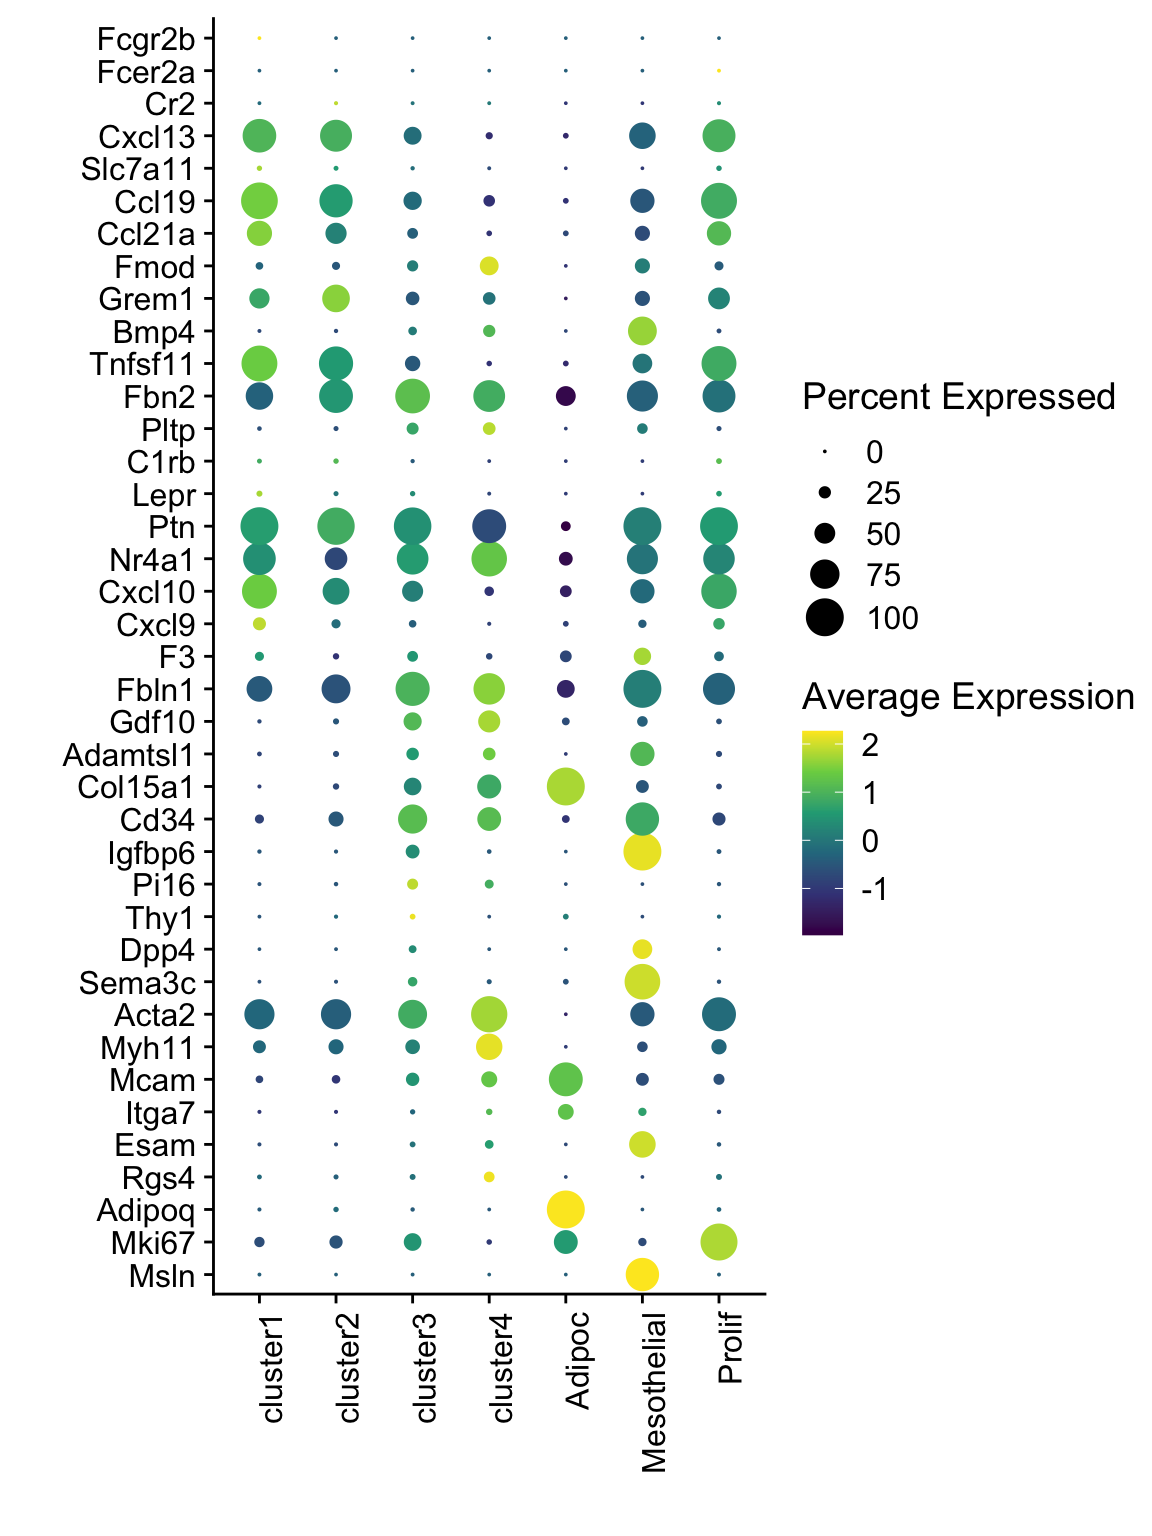 Fcgr2b
Fcer2a
Cr2
Cxcl13
Slc7a11
Ccl19
Ccl21a
Fmod
Grem1
Bmp4
Tnfsf11
Fbn2
Pltp
C1rb
Lepr
Ptn
Nr4a1
Cxcl10
Cxcl9
F3
Fbln1
Gdf10
Adamtsl1
Col15a1
Cd34
Igfbp6
Pi16
Thy1
Dpp4
Sema3c
Acta2
Myh11
Mcam
Itga7
Esam
Rgs4
Adipoq
Mki67
Msln
cluster1
cluster2
cluster3
cluster4
Adipoc
Mesothelial
Prolif
Percent Expressed
0
25
50
75
100
Average Expression
2
1
0
-1